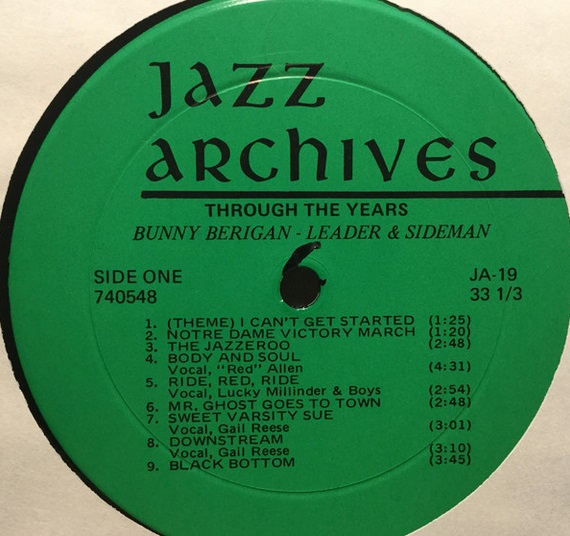 JAZZ
ARCHIVES
THROUGH THE YEARS
BUNNY BERIGAN - LEADER & SIDEMAN
SIDE ONE JA-19
740548 33 1/3
1. (THEME) I CAN'T GET STARTED (1:25)
2. NOTRE DAME VICTORY MARCH (1:20)
3. THE JAZZEROO (2:48)
4. BODY AND SOUL
Vocal, "Red" Allen (4:31)
5. RIDE, RED, RIDE
Vocal, Lucky Millinder & Boys (2:54)
6. MR. GHOST GOES TO TOWN (2:48)
7. SWEET VARSITY SUE
Vocal, Gail Reese (3:01)
8. DOWNSTREAM
Vocal, Gail Reese (3:10)
9. BLACK BOTTOM (3:45)